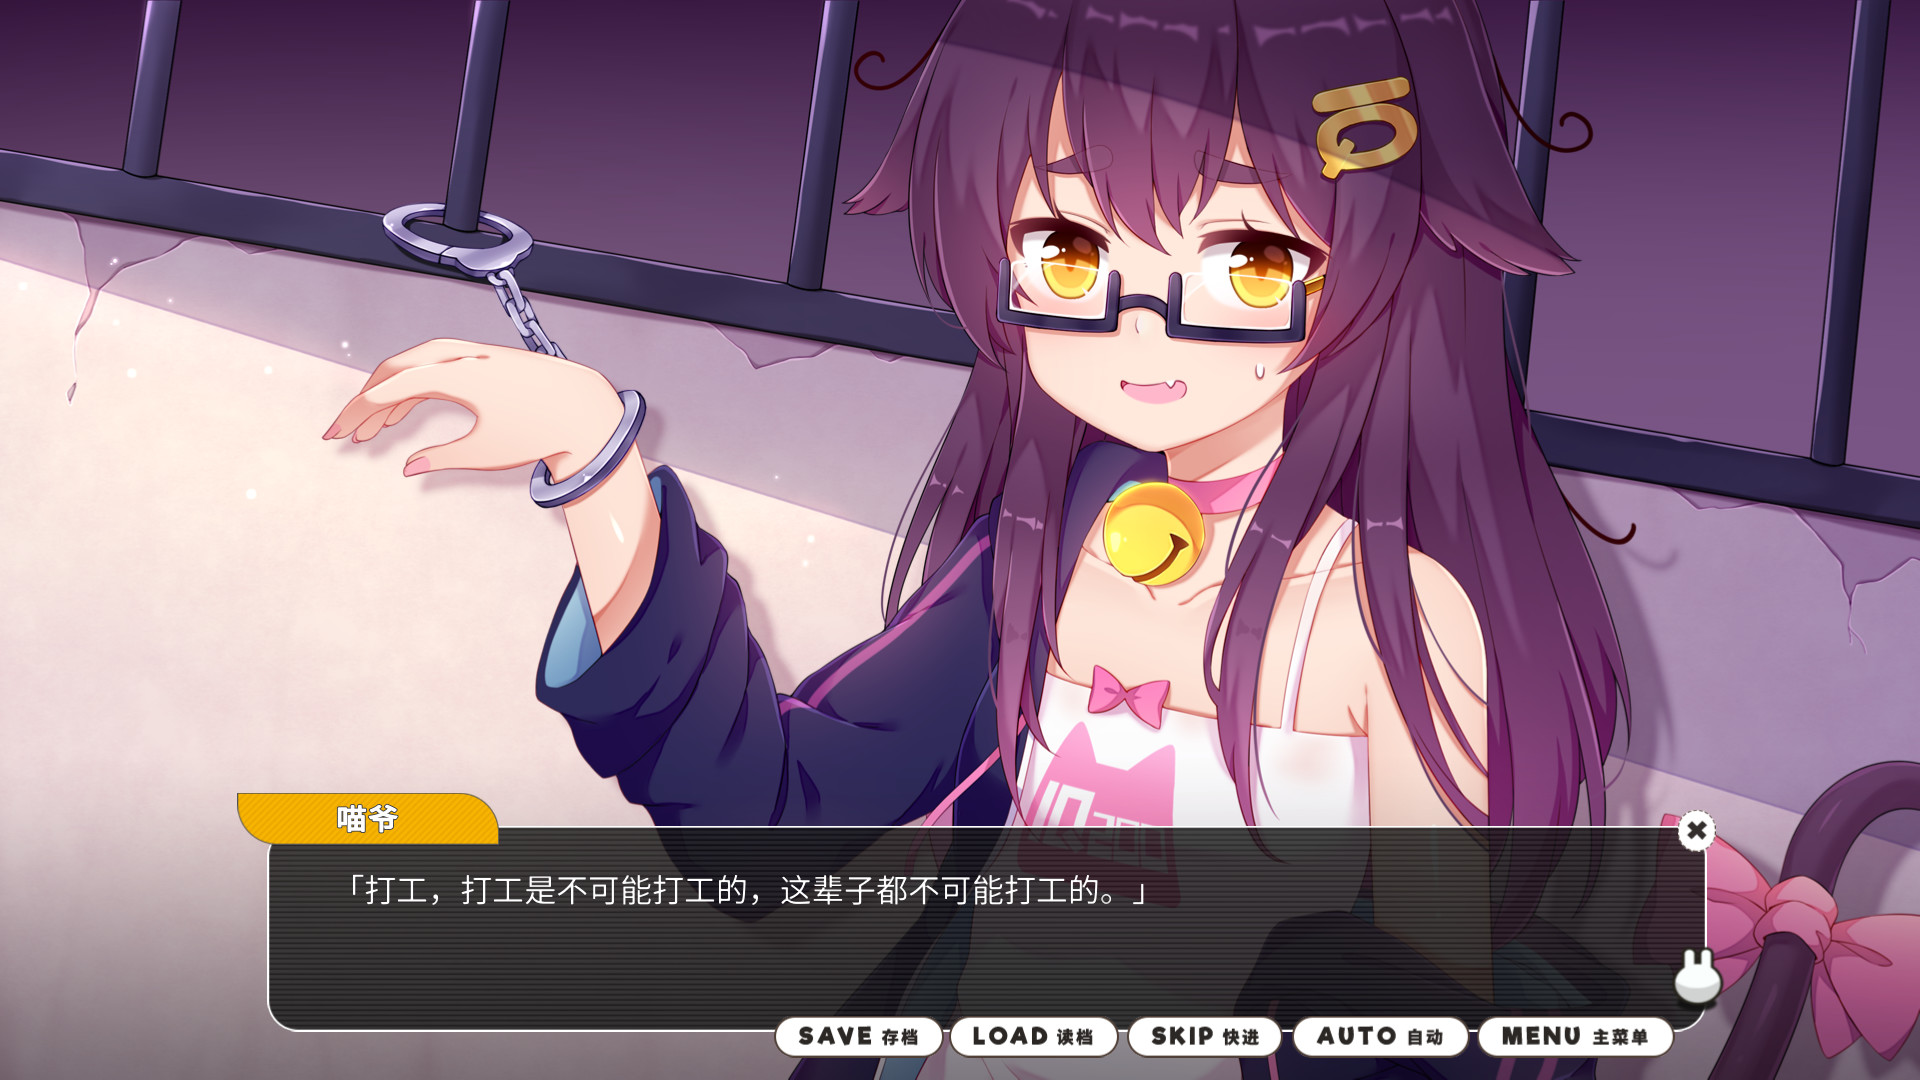 喵爷
「打工，打工是不可能打工的，这辈子都不可能打工的。」
SAVE 存档
LOAD 读档
SKIP 快进
AUTO 自动
MENU 主菜单